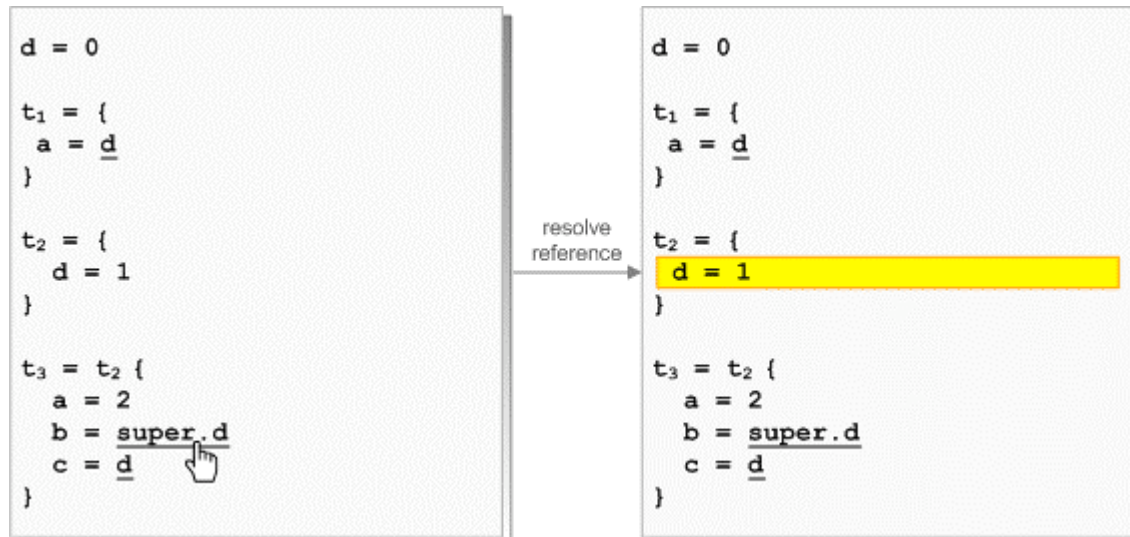 d = 0
t₁ = {
a = d
}
t₂ = {
d = 1
}
t₃ = t₂ {
a = 2
b = super.d
c = d
}
resolve
reference
d = 0
t₁ = {
a = d
}
t₂ = {
d = 1
}
t₃ = t₂ {
a = 2
b = super.d
c = d
}